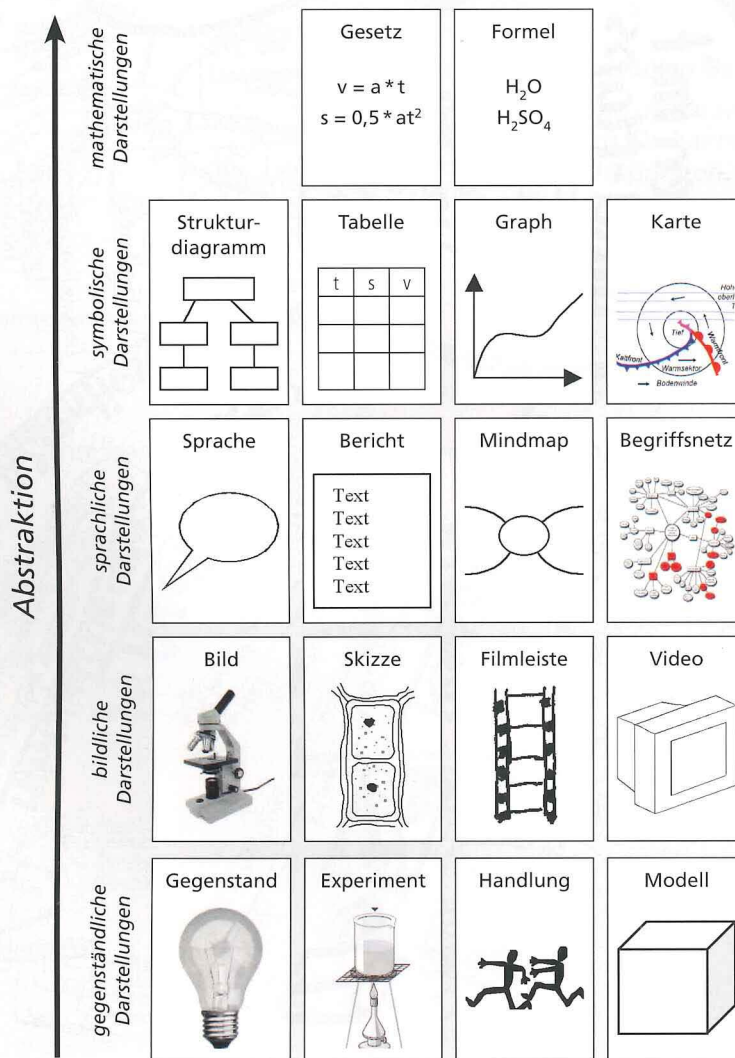 Abstraktion
mathematische
Darstellungen
Gesetz
v = a * t
s = 0,5 * at²
Formel
H₂O
H₂SO₄
symbolische
Darstellungen
Struktur-
diagramm
Tabelle
t s v
Graph
Karte
Tief
Kaltfront
Warmfront
Warmsektor
Bodenwinde
sprachliche
Darstellungen
Sprache
Bericht
Text
Text
Text
Text
Text
Mindmap
Begriffsnetz
bildliche
Darstellungen
Bild
Skizze
Filmleiste
Video
gegenständliche
Darstellungen
Gegenstand
Experiment
Handlung
Modell